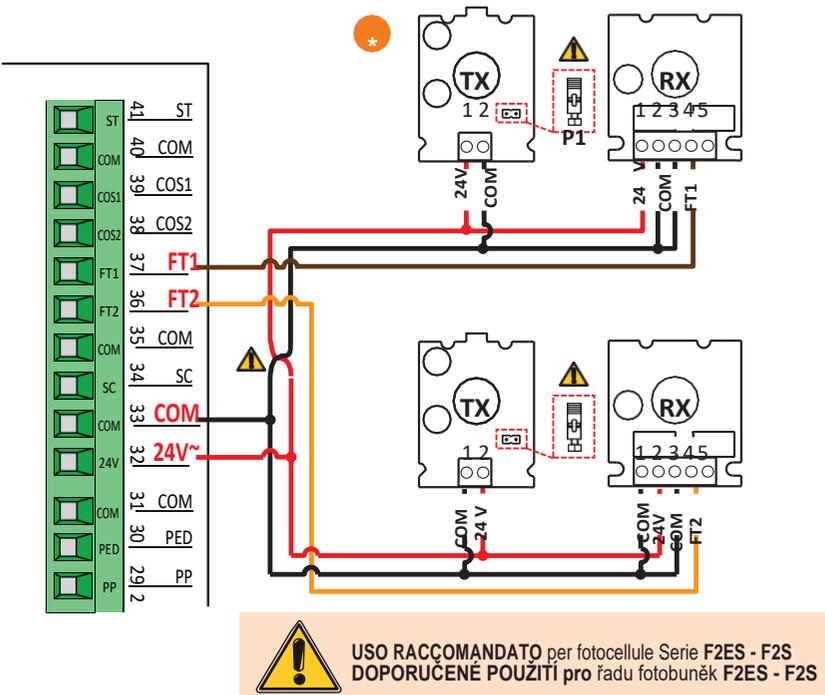 *
TX
1 2
P1
RX
1 2 3 4 5
24V
COM
24 V
COM
FT1
ST
41
ST
COM
40
COM
COS1
39
COS1
COS2
38
COS2
FT1
37
FT1
FT2
36
FT2
COM
35
COM
SC
34
SC
COM
33
COM
24V
32
24V~
COM
31
COM
PED
30
PED
PP
29
PP
2
TX
1 2
RX
1 2 3 4 5
COM
24 V
COM
24V
COM
FT2
USO RACCOMANDATO per fotocellule Serie F2ES - F2S
DOPORUČENÉ POUŽITÍ pro řadu fotobuněk F2ES - F2S